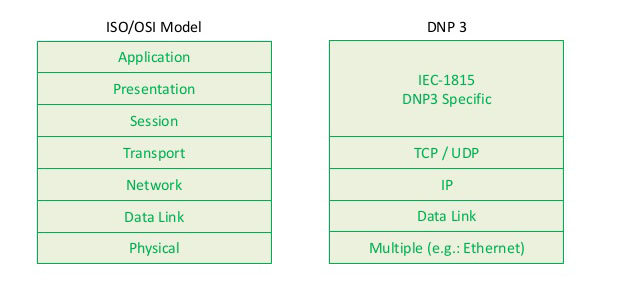 ISO/OSI Model
Application
Presentation
Session
Transport
Network
Data Link
Physical
DNP 3
IEC-1815
DNP3 Specific
TCP / UDP
IP
Data Link
Multiple (e.g.: Ethernet)